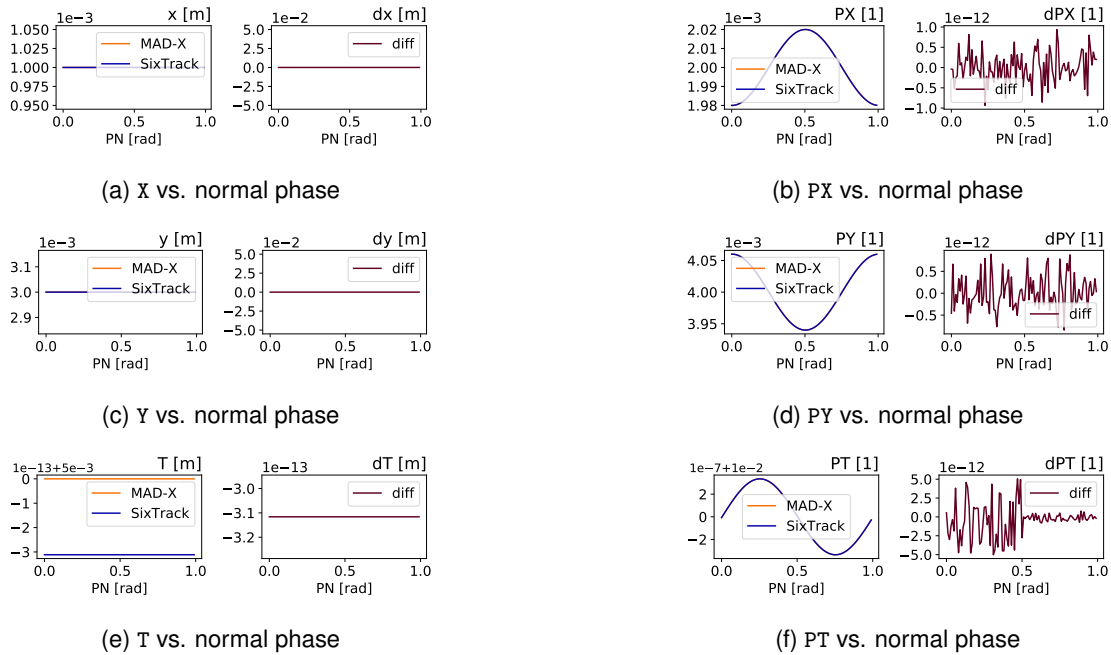 1e−3 x [m]
1.050
1.025
1.000
0.975
0.950
MAD-X
SixTrack
0.0 0.5 1.0
PN [rad]
1e−2 dx [m]
5.0
2.5
0.0
−2.5
−5.0
diff
0.0 0.5 1.0
PN [rad]
(a) X vs. normal phase
1e−3 PX [1]
2.02
2.01
2.00
1.99
1.98
MAD-X
SixTrack
0.0 0.5 1.0
PN [rad]
1e−12 dPX [1]
1.0
0.5
0.0
−0.5
−1.0
diff
0.0 0.5 1.0
PN [rad]
(b) PX vs. normal phase
1e−3 y [m]
3.1
3.0
2.9
MAD-X
SixTrack
0.0 0.5 1.0
PN [rad]
1e−2 dy [m]
5.0
2.5
0.0
−2.5
−5.0
diff
0.0 0.5 1.0
PN [rad]
(c) Y vs. normal phase
1e−3 PY [1]
4.05
4.00
3.95
MAD-X
SixTrack
0.0 0.5 1.0
PN [rad]
1e−12 dPY [1]
0.5
0.0
−0.5
diff
0.0 0.5 1.0
PN [rad]
(d) PY vs. normal phase
1e−13+5e−3 T [m]
0
−1
−2
−3
MAD-X
SixTrack
0.0 0.5 1.0
PN [rad]
1e−13 dT [m]
−3.0
−3.1
−3.2
diff
0.0 0.5 1.0
PN [rad]
(e) T vs. normal phase
1e−7+1e−2 PT [1]
2
0
−2
MAD-X
SixTrack
0.0 0.5 1.0
PN [rad]
5e−12 dPT [1]
5.0
2.5
0.0
−2.5
−5.0
diff
0.0 0.5 1.0
PN [rad]
(f) PT vs. normal phase